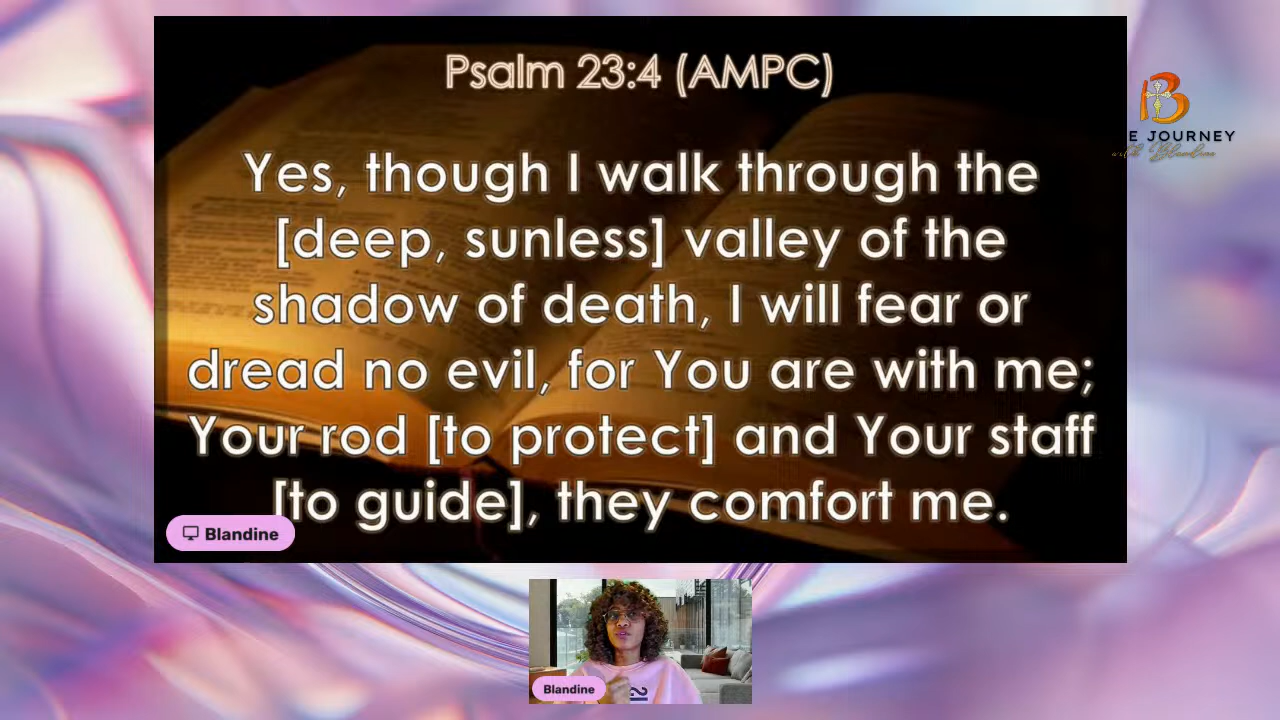 Psalm 23:4 (AMPC)
Yes, though I walk through the
[deep, sunless] valley of the
shadow of death, I will fear or
dread no evil, for You are with me;
Your rod [to protect] and Your staff
[to guide], they comfort me.
Blandine
B
E JOURNEY
with Blandine
Blandine